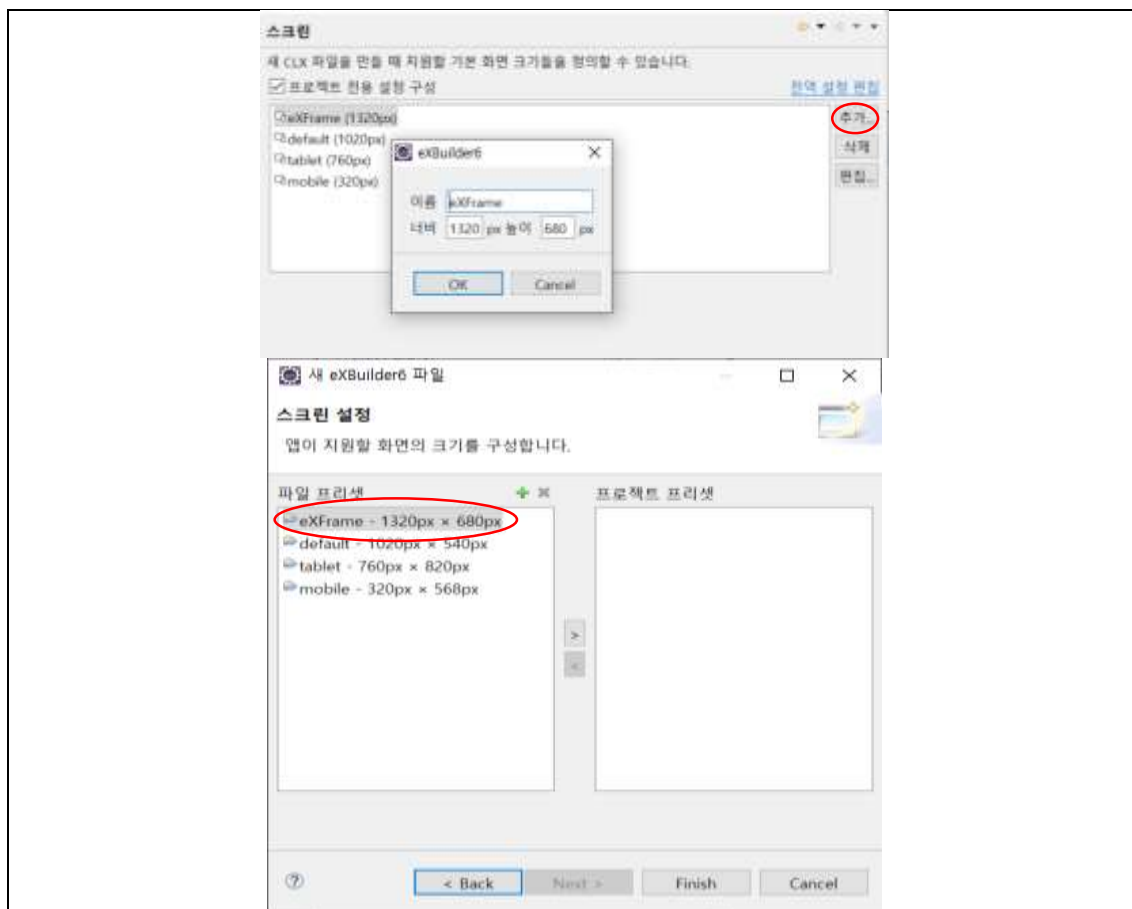 스크린
새 CLX 파일을 만들 때 지원할 기본 화면 크기들을 정의할 수 있습니다.
프로젝트 전용 설정 구성
전역 설정 편집
eXFrame (1320px)
추가...
default (1020px)
삭제
tablet (760px)
편집...
mobile (320px)
eXBuilder6
이름 eXFrame
너비 1320 px 높이 680 px
OK Cancel
새 eXBuilder6 파일
스크린 설정
앱이 지원할 화면의 크기를 구성합니다.
파일 프리셋
프로젝트 프리셋
eXFrame - 1320px × 680px
default - 1020px × 540px
tablet - 760px × 820px
mobile - 320px × 568px
>
<
? < Back Next > Finish Cancel